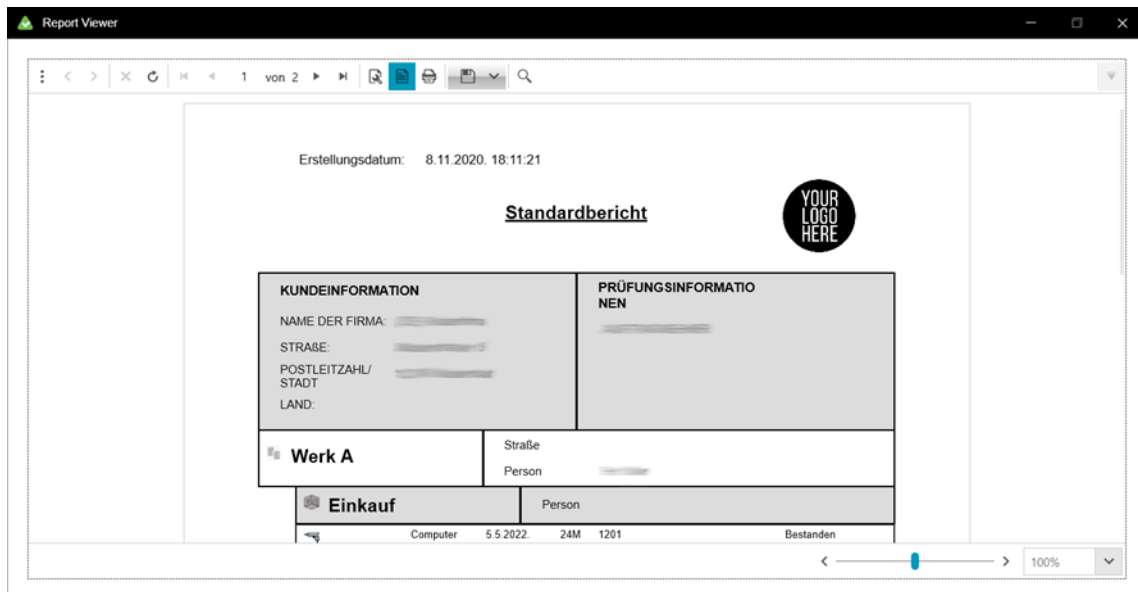 Report Viewer
1 von 2
Erstellungsdatum: 8.11.2020. 18:11:21
Standardbericht
YOUR
LOGO
HERE
KUNDEINFORMATION
NAME DER FIRMA:
STRAßE:
POSTLEITZAHL/
STADT
LAND:
PRÜFUNGSINFORMATIO
NEN
Werk A
Straße
Person
Einkauf
Person
Computer 5.5.2022. 24M 1201 Bestanden
100%